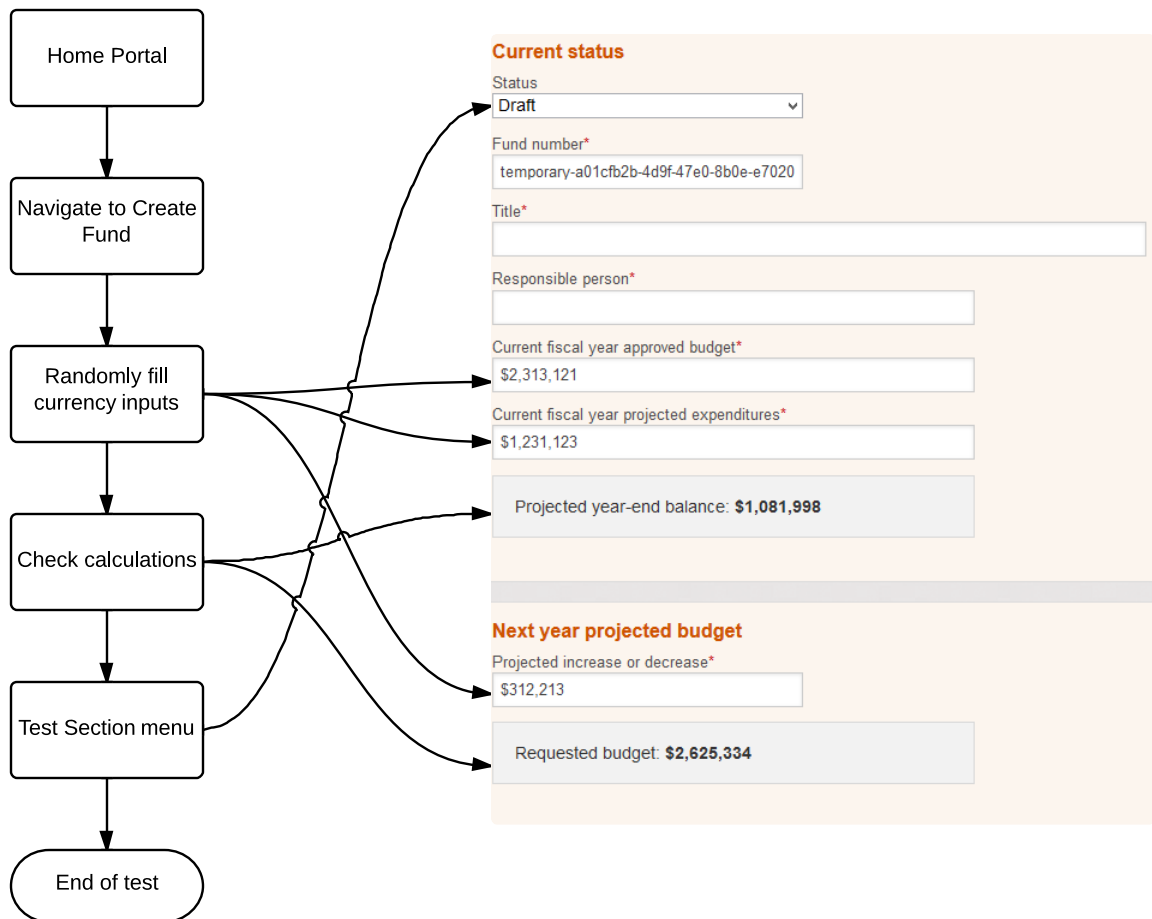 Home Portal
Navigate to Create
Fund
Randomly fill
currency inputs
Check calculations
Test Section menu
End of test
Current status
Status
Draft
Fund number*
temporary-a01cfb2b-4d9f-47e0-8b0e-e7020
Title*
Responsible person*
Current fiscal year approved budget*
$2,313,121
Current fiscal year projected expenditures*
$1,231,123
Projected year-end balance: $1,081,998
Next year projected budget
Projected increase or decrease*
$312,213
Requested budget: $2,625,334